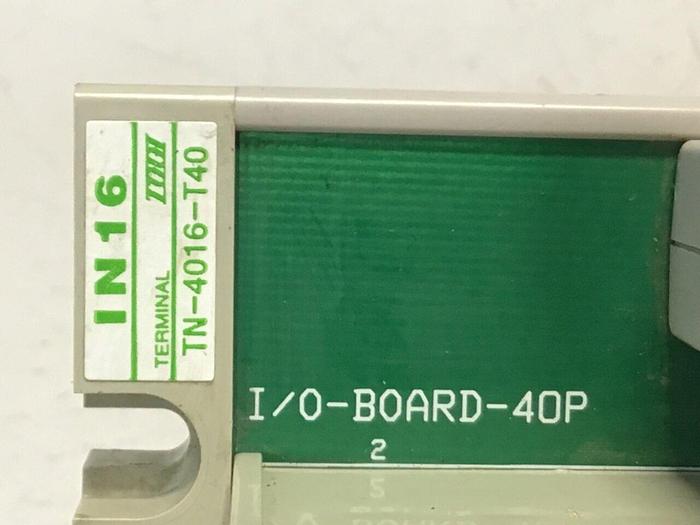 IN16
TERMINAL
TN-4016-T40
I/O-BOARD-40P
2